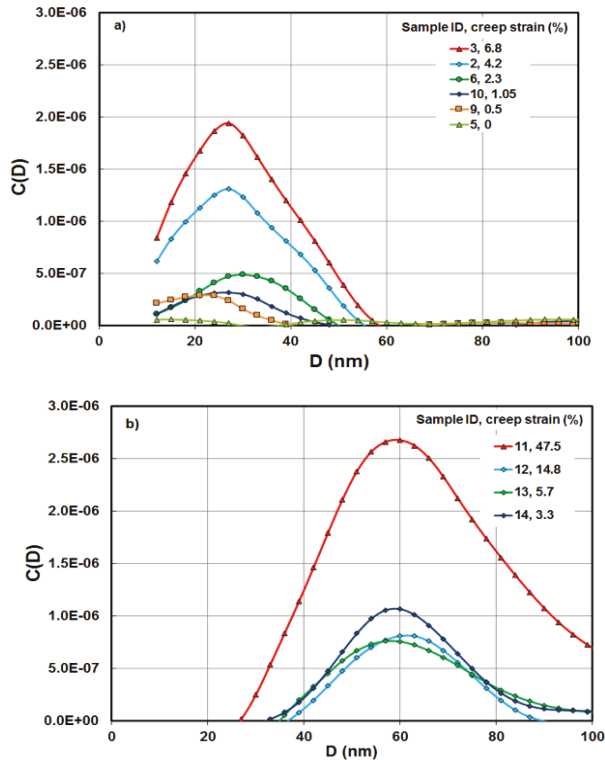 a)
Sample ID, creep strain (%)
3, 6.8
2, 4.2
6, 2.3
10, 1.05
9, 0.5
5, 0
3.0E-06
2.5E-06
2.0E-06
1.5E-06
1.0E-06
5.0E-07
0.0E+00
C(D)
0 20 40 60 80 100
D (nm)
b)
Sample ID, creep strain (%)
11, 47.5
12, 14.8
13, 5.7
14, 3.3
3.0E-06
2.5E-06
2.0E-06
1.5E-06
1.0E-06
5.0E-07
0.0E+00
C(D)
0 20 40 60 80 100
D (nm)